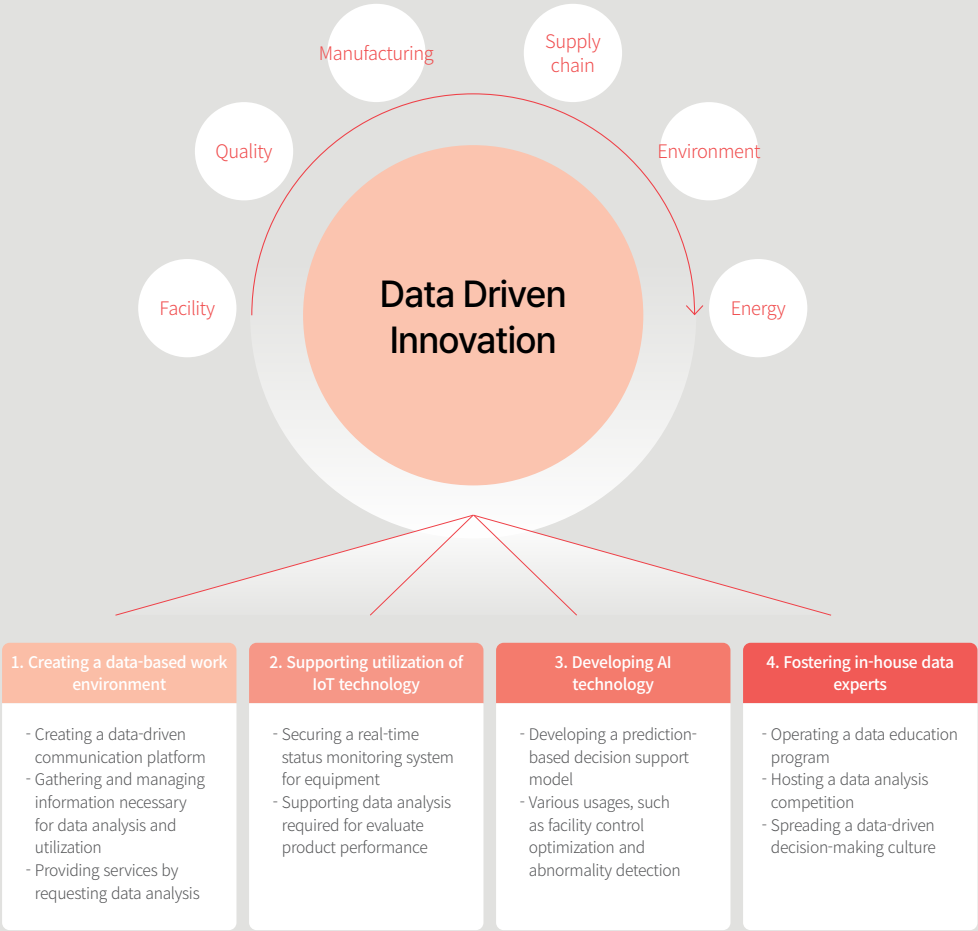 Manufacturing
Supply
chain
Quality
Environment
Facility
Energy
Data Driven
Innovation
1. Creating a data-based work
environment
- Creating a data-driven
communication platform
- Gathering and managing
information necessary
for data analysis and
utilization
- Providing services by
requesting data analysis
2. Supporting utilization of
IoT technology
- Securing a real-time
status monitoring system
for equipment
- Supporting data analysis
required for evaluate
product performance
3. Developing AI
technology
- Developing a prediction-
based decision support
model
- Various usages, such
as facility control
optimization and
abnormality detection
4. Fostering in-house data
experts
- Operating a data education
program
- Hosting a data analysis
competition
- Spreading a data-driven
decision-making culture